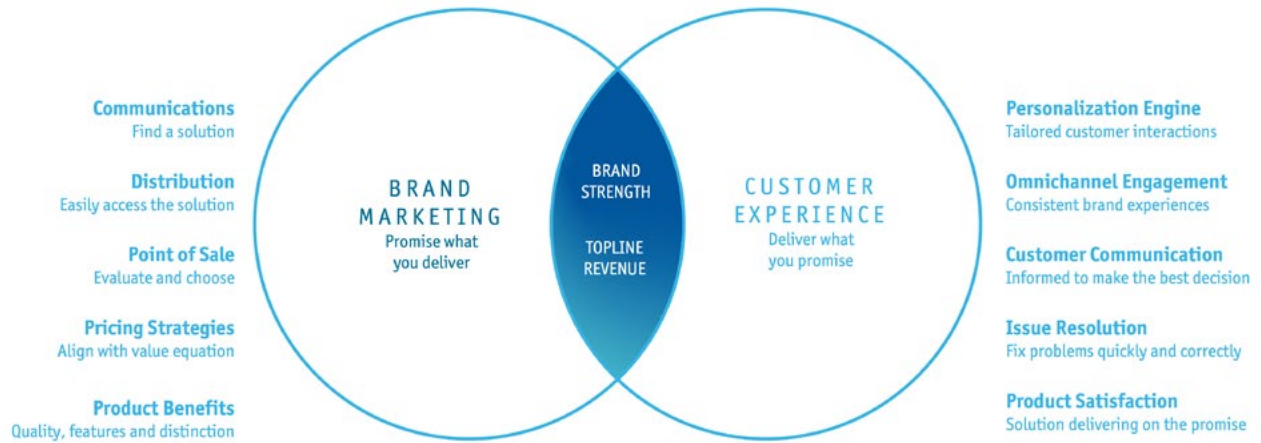 Communications
Find a solution
Distribution
Easily access the solution
Point of Sale
Evaluate and choose
Pricing Strategies
Align with value equation
Product Benefits
Quality, features and distinction
BRAND
MARKETING
Promise what
you deliver
BRAND
STRENGTH
TOPLINE
REVENUE
CUSTOMER
EXPERIENCE
Deliver what
you promise
Personalization Engine
Tailored customer interactions
Omnichannel Engagement
Consistent brand experiences
Customer Communication
Informed to make the best decision
Issue Resolution
Fix problems quickly and correctly
Product Satisfaction
Solution delivering on the promise